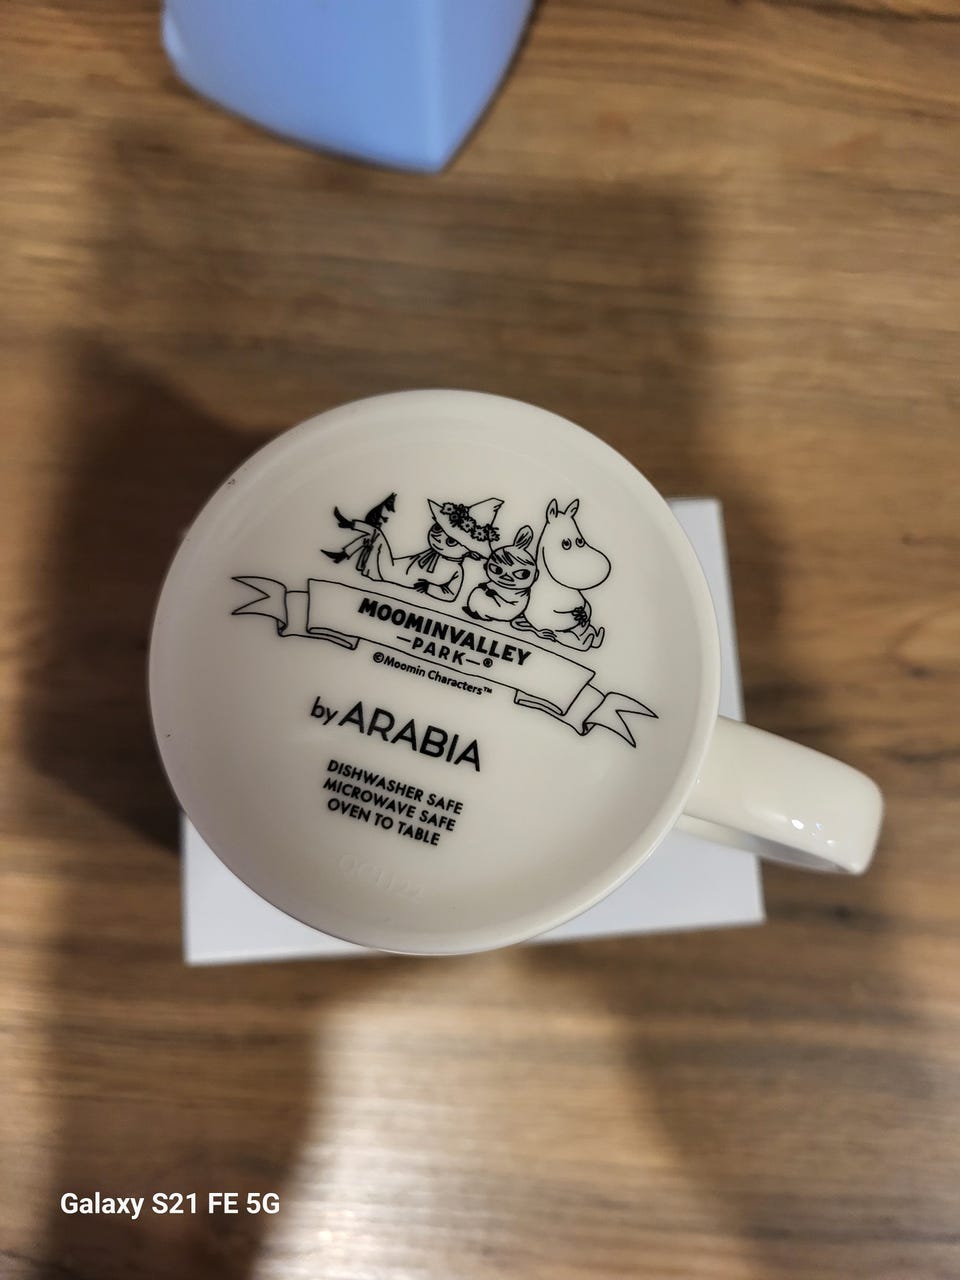 MOOMINVALLEY
—PARK—®
©Moomin Characters™
by ARABIA
DISHWASHER SAFE
MICROWAVE SAFE
OVEN TO TABLE
Galaxy S21 FE 5G